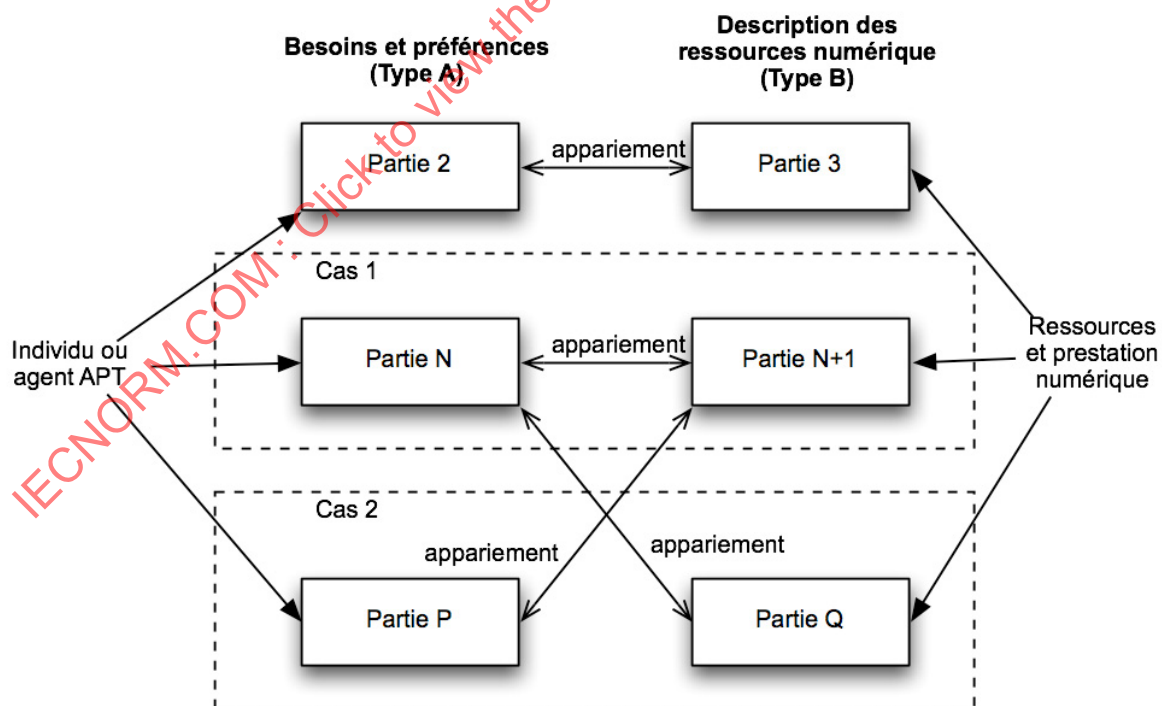 Besoins et préférences
(Type A)
Description des
ressources numérique
(Type B)
Partie 2
appariement
Partie 3
Cas 1
Individu ou
agent APT
Partie N
appariement
Partie N+1
Ressources
et prestation
numérique
Cas 2
appariement
appariement
Partie P
Partie Q
IECNORM.COM : Click to view the